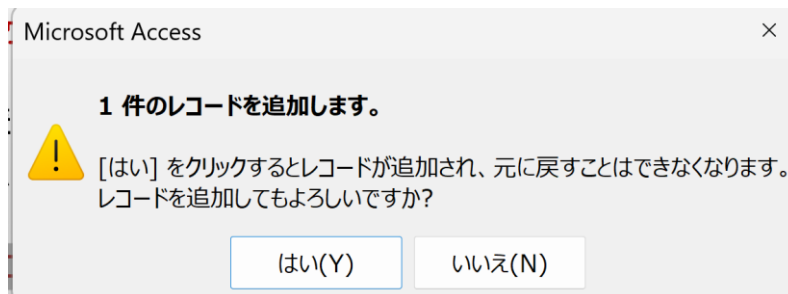 Microsoft Access
1 件のレコードを追加します。
[はい] をクリックするとレコードが追加され、元に戻すことはできなくなります。
レコードを追加してもよろしいですか?
はい(Y)
いいえ(N)